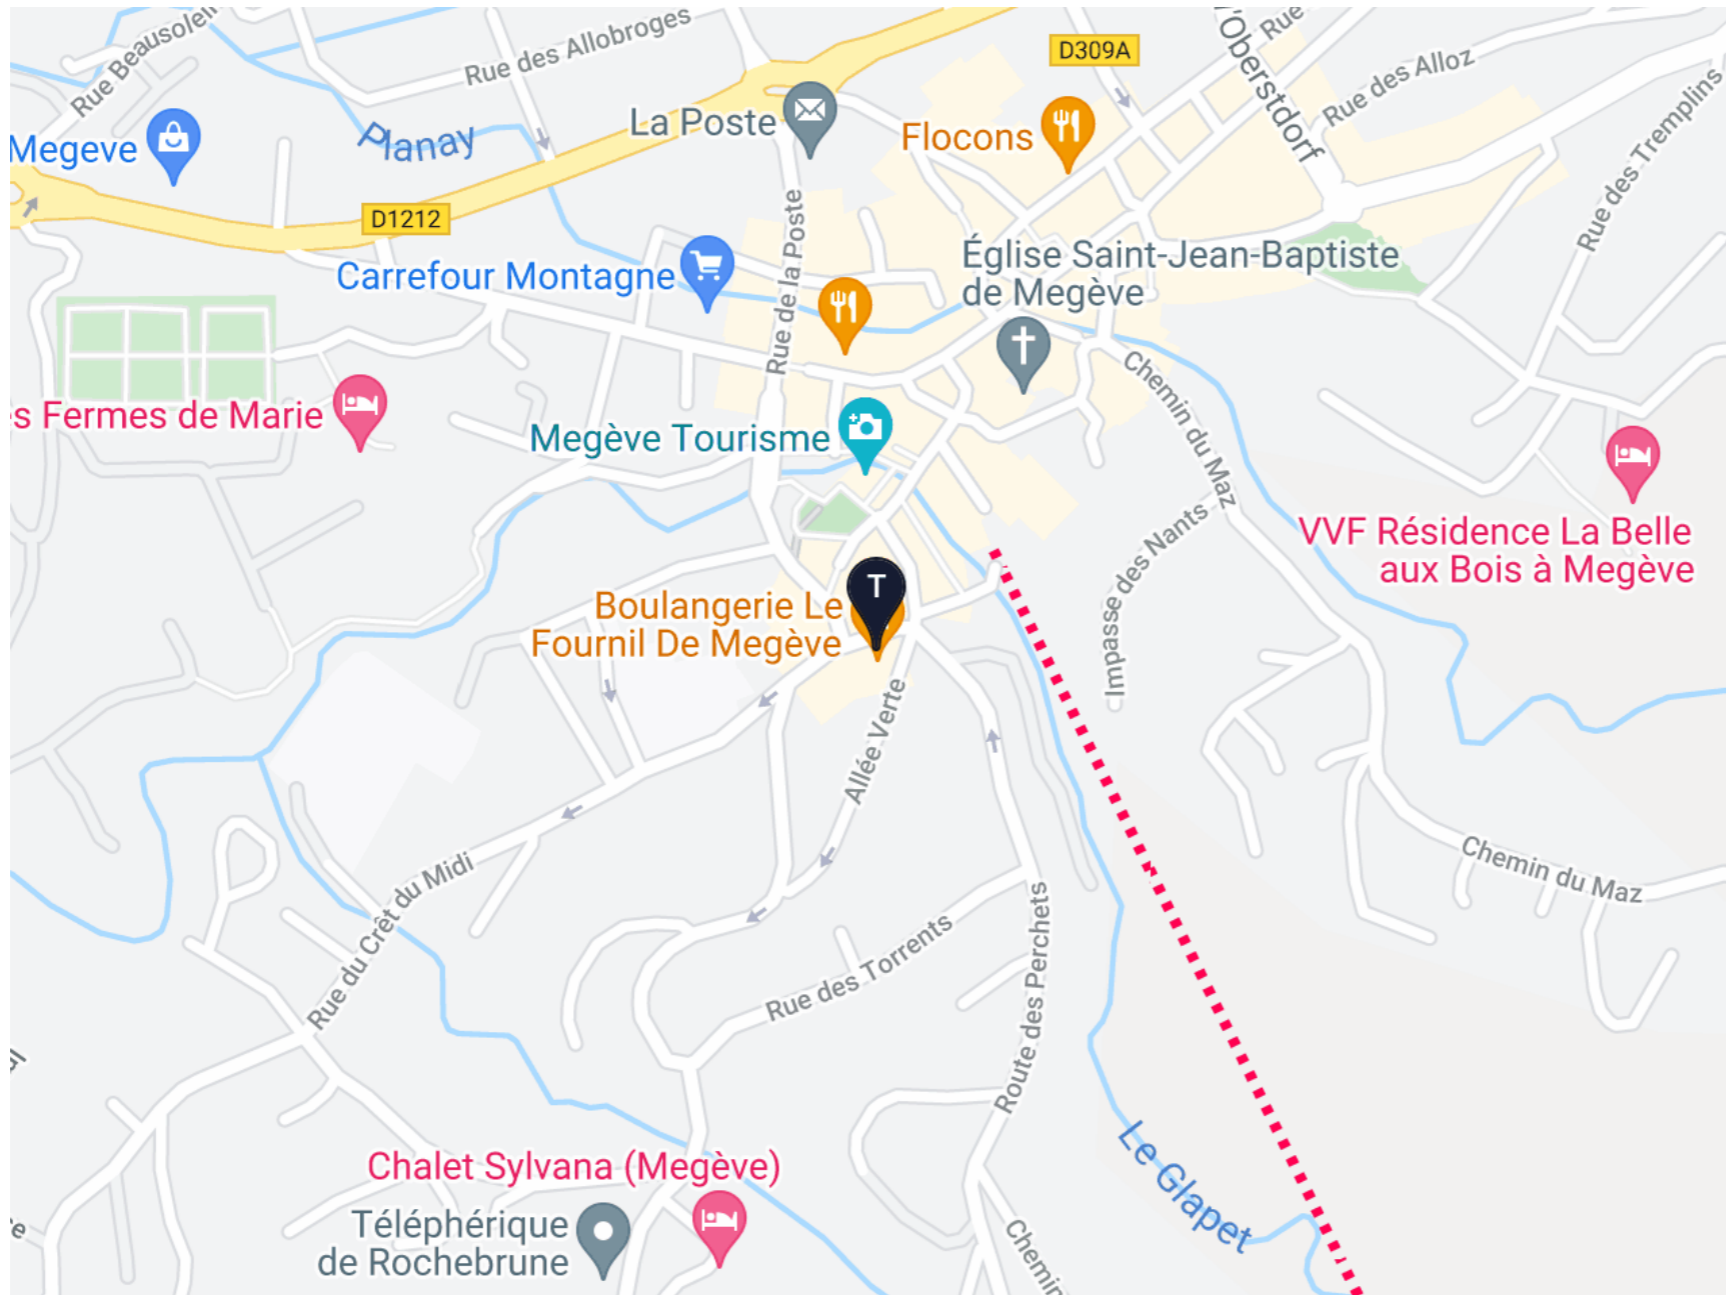 Rue Beausoleil
Rue des Allobroges
D309A
l'Oberstdorf
Rue
Rue des Alloz
Rue des Tremplins
Megeve
Planay
La Poste
Flocons
D1212
Carrefour Montagne
Rue de la Poste
Église Saint-Jean-Baptiste
de Megève
s Fermes de Marie
Megève Tourisme
Chemin du Maz
Impasse des Nants
VVF Résidence La Belle
aux Bois à Megève
T
Boulangerie Le
Fournil De Megève
Allée Verte
Rue du Crêt du Midi
Rue des Torrents
Route des Perchets
Chemin du Maz
Le Glapet
Chalet Sylvana (Megève)
Téléphérique
de Rochebrune
Chemin